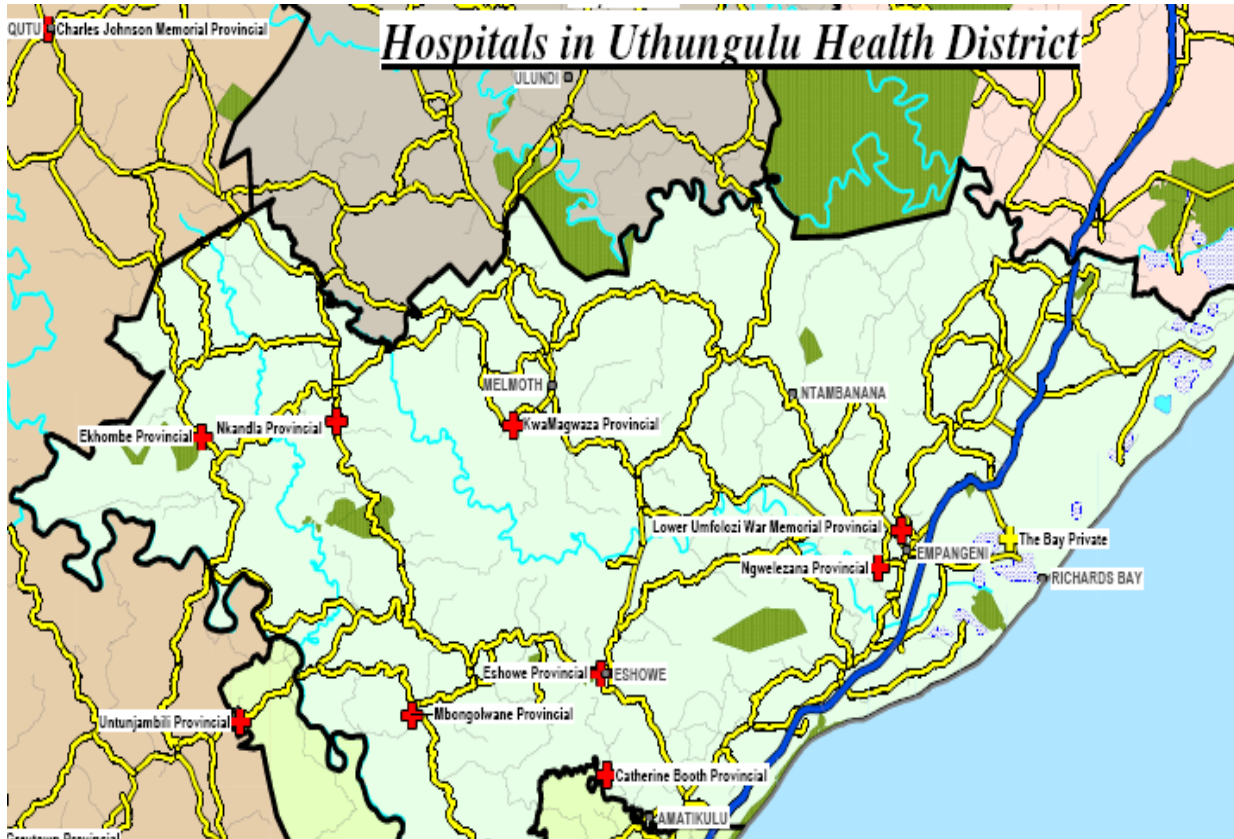 Hospitals in Uthungulu Health District
QUTU
Charles Johnson Memorial Provincial
ULUNDI
MELMOTH
NTAMBANANA
Ekhombe Provincial
Nkandla Provincial
KwaMagwaza Provincial
Lower Umfolozi War Memorial Provincial
The Bay Private
EMPANGENI
Ngwelezana Provincial
RICHARDS BAY
Eshowe Provincial
ESHOWE
Untunjambili Provincial
Mbongolwane Provincial
Catherine Booth Provincial
AMATIKULU